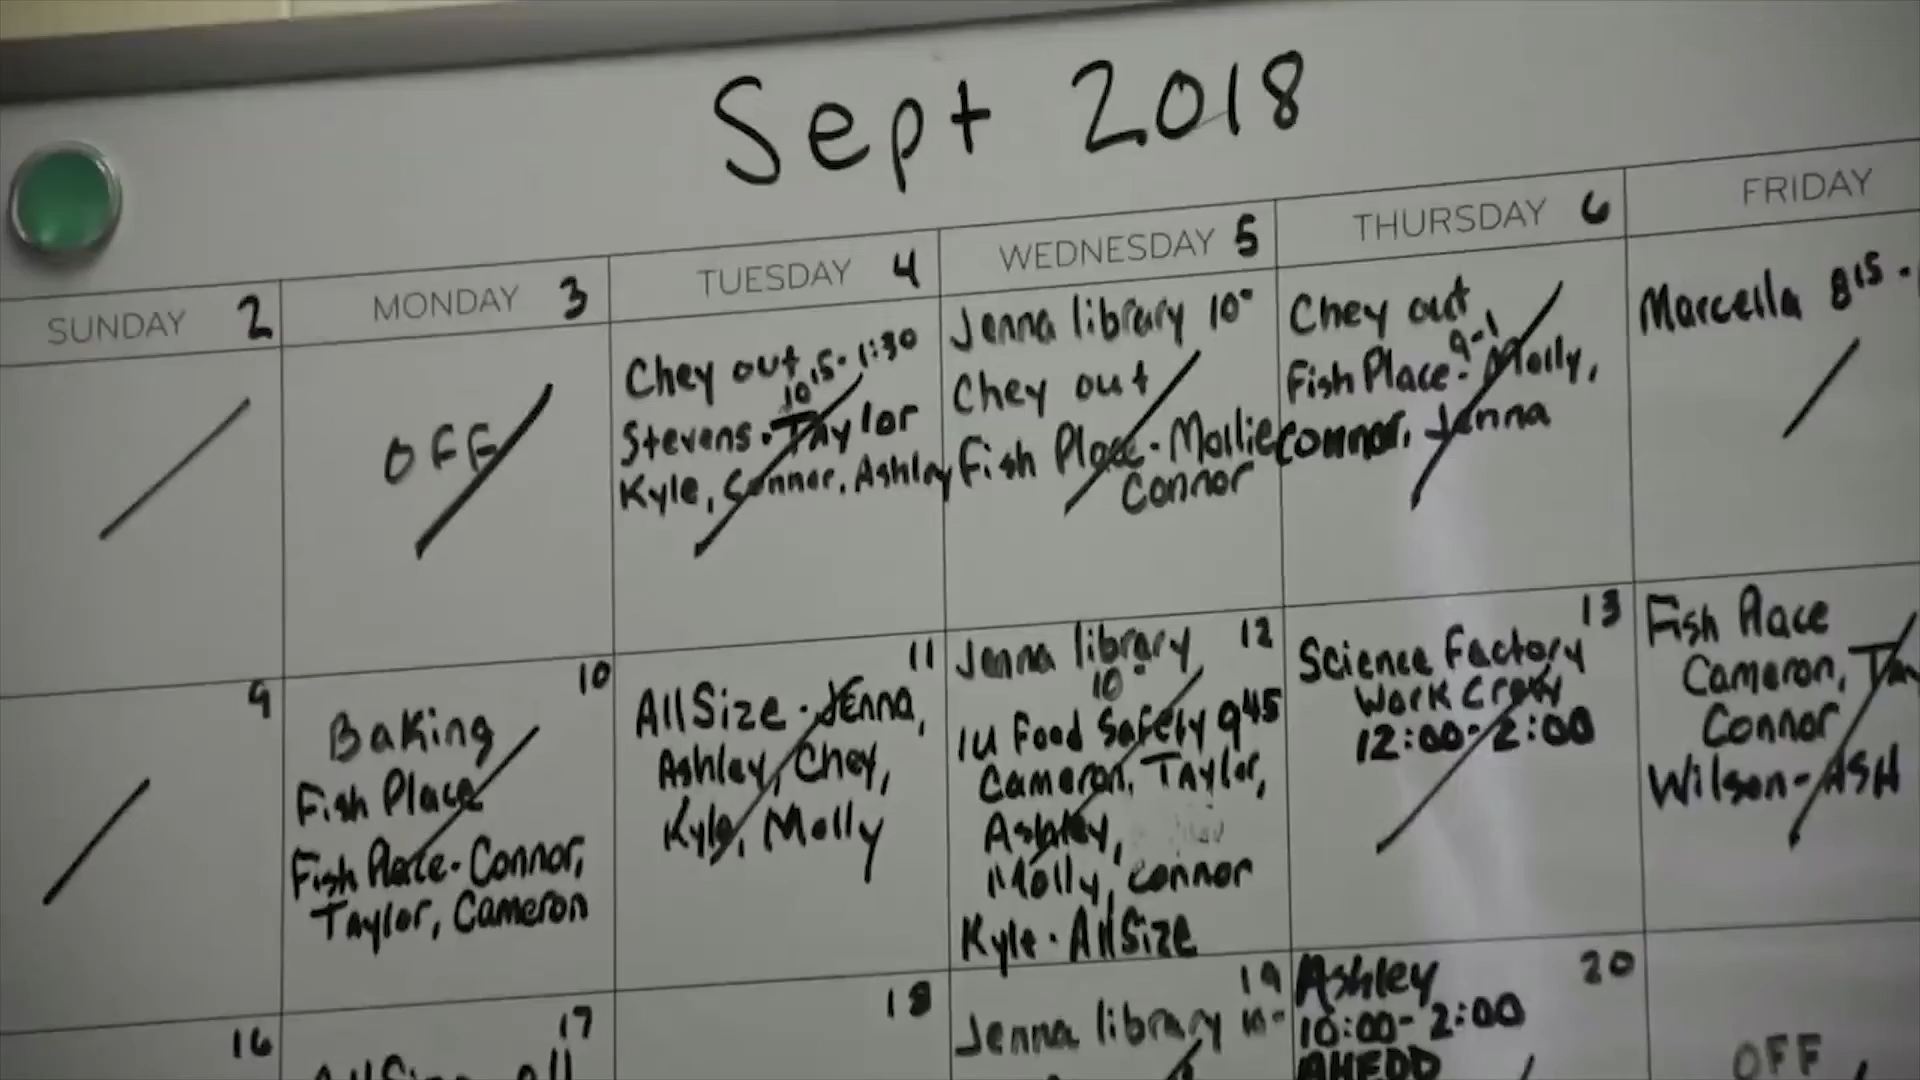 Sept 2018
SUNDAY 2
MONDAY 3
TUESDAY 4
WEDNESDAY 5
THURSDAY 6
FRIDAY
OFF
Chey out
10:15-1:30
Stevens-Taylor
Kyle, Connor, Ashley
Jenna library 10-
Chey out
Fish Place-Mollie
Connor
Chey out
9-1
Fish Place-Molly,
Connor, Jenna
Marcella 8:15-
9
10
Baking
Fish Place
Fish Place-Connor,
Taylor, Cameron
11
AllSize-Jenna,
Ashley, Chey,
Kyle, Molly
12
Jenna library
10-
IU Food Safety 9:45
Cameron, Taylor,
Ashley,
Molly, Connor
Kyle-AllSize
13
Science Factory
Work Crew
12:00-2:00
Fish Place
Cameron,
Connor
Wilson-ASH
16
17
18
19
Jenna library 10-
20
Ashley
10:00-2:00
AHEDD
OFF